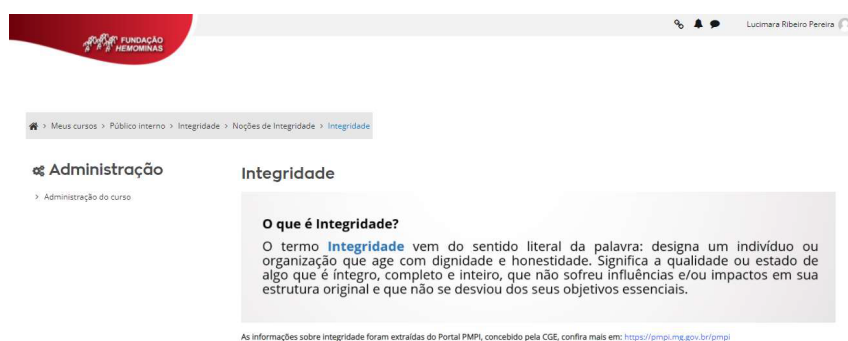 FUNDAÇÃO
HEMOMINAS
Lucimara Ribeiro Pereira
> Meus cursos > Público interno > Integridade > Noções de Integridade > Integridade
Administração
> Administração do curso
Integridade
O que é Integridade?
O termo Integridade vem do sentido literal da palavra: designa um indivíduo ou
organização que age com dignidade e honestidade. Significa a qualidade ou estado de
algo que é íntegro, completo e inteiro, que não sofreu influências e/ou impactos em sua
estrutura original e que não se desviou dos seus objetivos essenciais.
As informações sobre integridade foram extraídas do Portal PMPI, concebido pela CGE, confira mais em: https://pmpi.mg.gov.br/pmpi